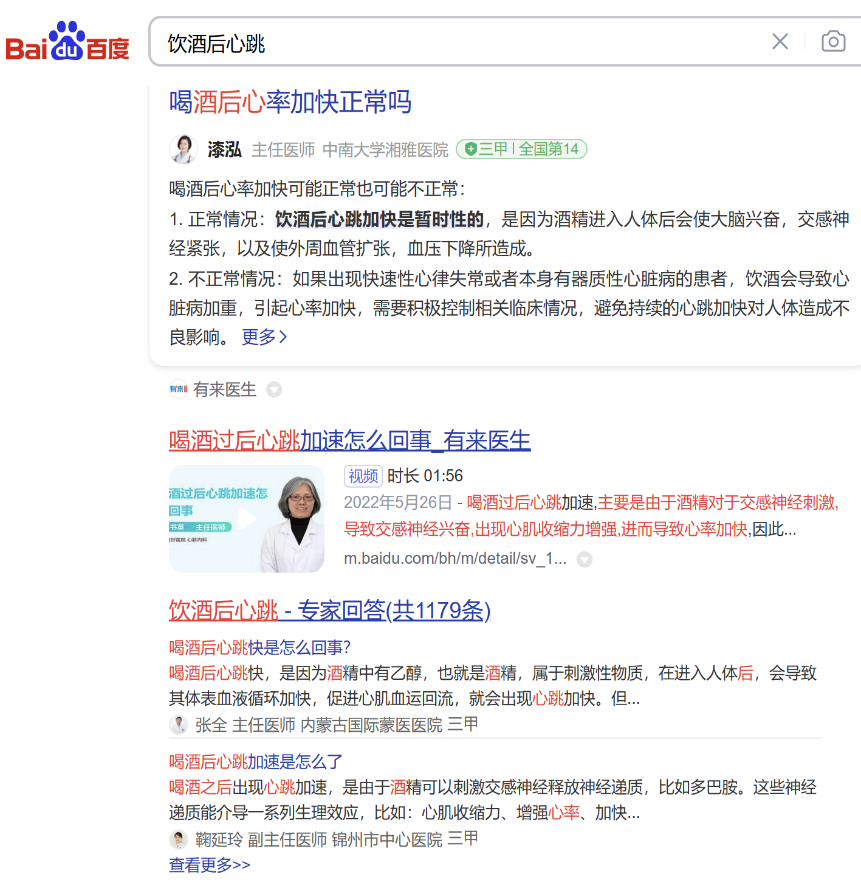 Bai du 百度
饮酒后心跳
喝酒后心率加快正常吗
漆泓 主任医师 中南大学湘雅医院 三甲 | 全国第14
喝酒后心率加快可能正常也可能不正常：
1. 正常情况：饮酒后心跳加快是暂时性的，是因为酒精进入人体后会使大脑兴奋，交感神
经紧张，以及使外周血管扩张，血压下降所造成。
2. 不正常情况：如果出现快速性心律失常或者本身有器质性心脏病的患者，饮酒会导致心
脏病加重，引起心率加快，需要积极控制相关临床情况，避免持续的心跳加快对人体造成不
良影响。 更多>
有来医生
喝酒过后心跳加速怎么回事_有来医生
酒过后心跳加速怎
回事
主任医师
视频 时长 01:56
2022年5月26日 - 喝酒过后心跳加速,主要是由于酒精对于交感神经刺激,
导致交感神经兴奋,出现心肌收缩力增强,进而导致心率加快,因此...
m.baidu.com/bh/m/detail/sv_1...
饮酒后心跳 - 专家回答(共1179条)
喝酒后心跳快是怎么回事?
喝酒后心跳快，是因为酒精中有乙醇，也就是酒精，属于刺激性物质，在进入人体后，会导致
其体表血液循环加快，促进心肌血运回流，就会出现心跳加快。但...
张全 主任医师 内蒙古国际蒙医医院 三甲
喝酒后心跳加速是怎么了
喝酒之后出现心跳加速，是由于酒精可以刺激交感神经释放神经递质，比如多巴胺。这些神经
递质能介导一系列生理效应，比如：心肌收缩力、增强心率、加快...
鞠延玲 副主任医师 锦州市中心医院 三甲
查看更多>>